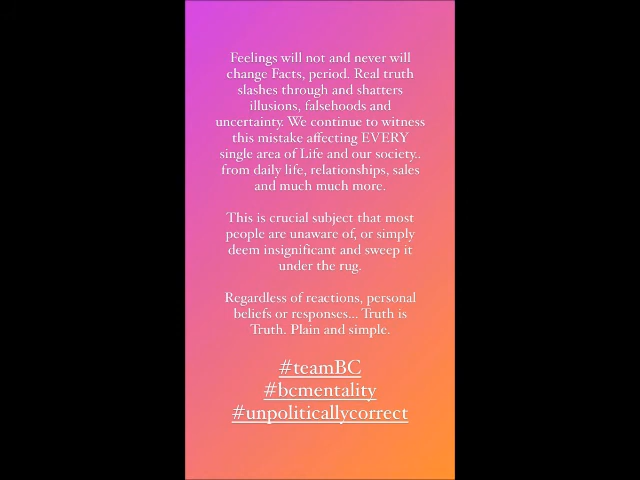 Feelings will not and never will
change Facts, period. Real truth
slashes through and shatters
illusions, falsehoods and
uncertainty. We continue to witness
this mistake affecting EVERY
single area of Life and our society..
from daily life, relationships, sales
and much much more.
This is crucial subject that most
people are unaware of, or simply
deem insignificant and sweep it
under the rug.
Regardless of reactions, personal
beliefs or responses... Truth is
Truth. Plain and simple.
#teamBC
#bcmentality
#unpoliticallycorrect